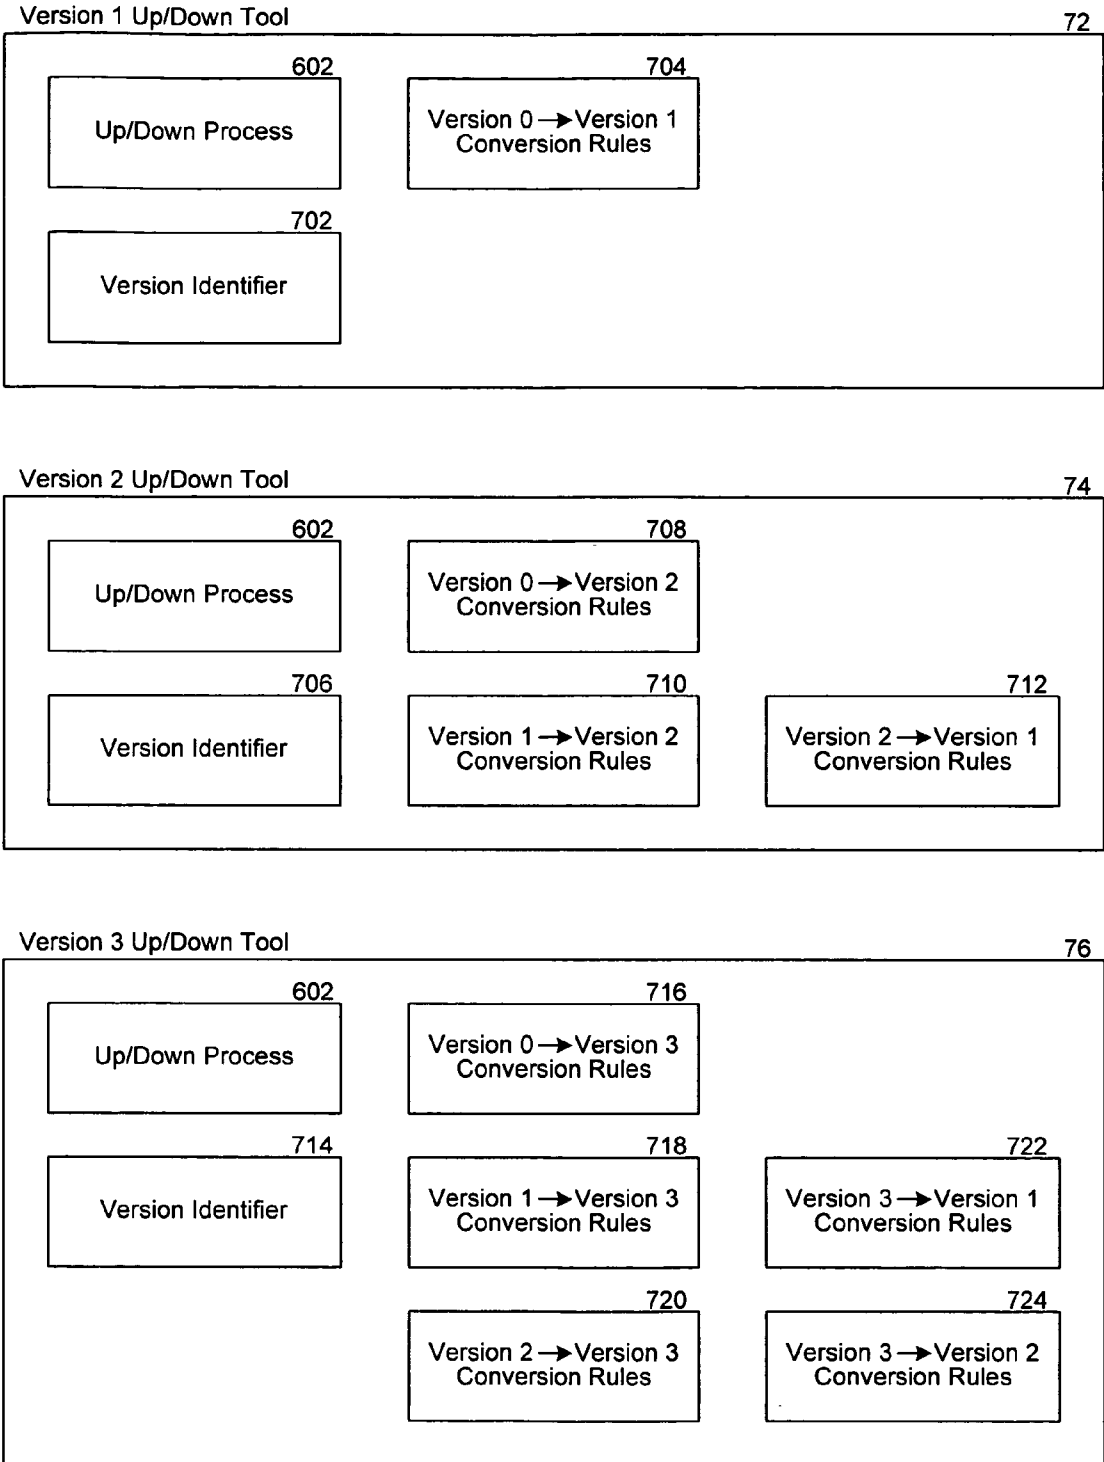 Version 1 Up/Down Tool
72
602
704
Up/Down Process
Version 0→Version 1
Conversion Rules
702
Version Identifier
Version 2 Up/Down Tool
74
602
708
Up/Down Process
Version 0→Version 2
Conversion Rules
706
710
712
Version Identifier
Version 1→Version 2
Conversion Rules
Version 2→Version 1
Conversion Rules
Version 3 Up/Down Tool
76
602
716
Up/Down Process
Version 0→Version 3
Conversion Rules
714
718
722
Version Identifier
Version 1→Version 3
Conversion Rules
Version 3→Version 1
Conversion Rules
720
724
Version 2→Version 3
Conversion Rules
Version 3→Version 2
Conversion Rules